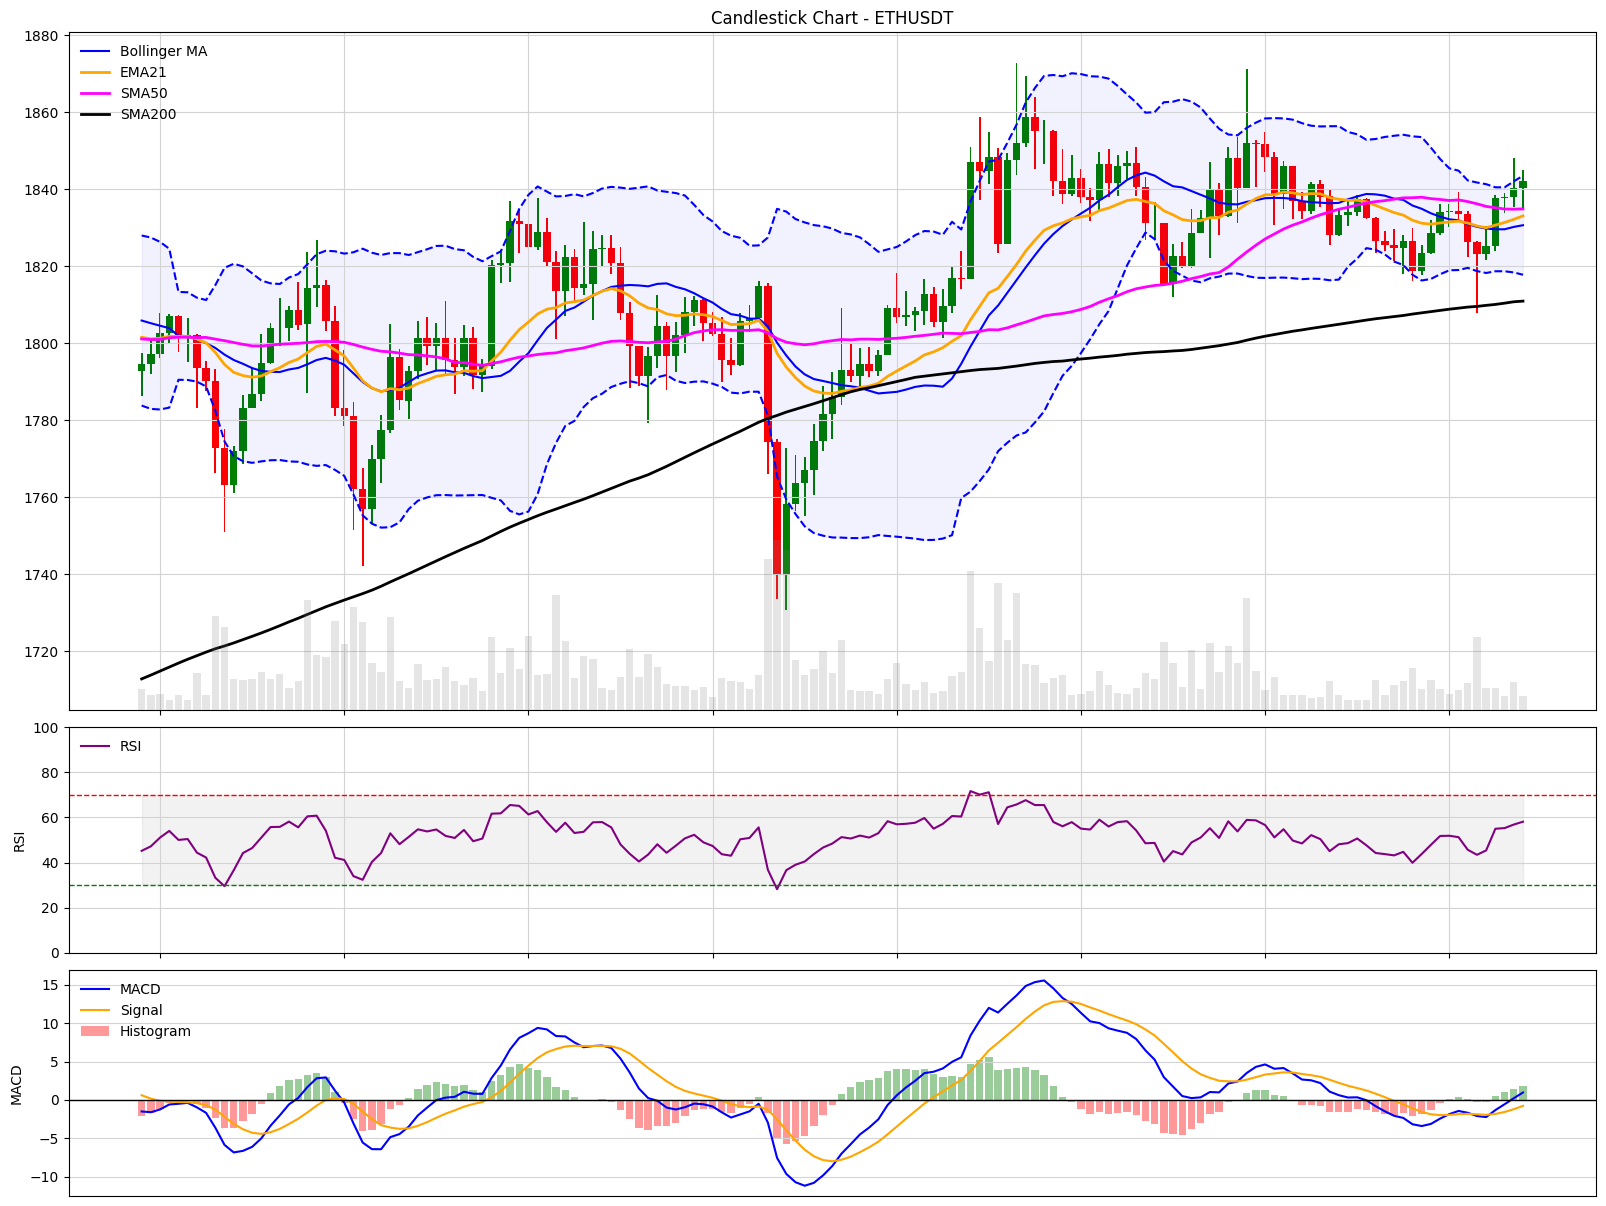 Candlestick Chart - ETHUSDT
1880
1860
1840
1820
1800
1780
1760
1740
1720
Bollinger MA
EMA21
SMA50
SMA200
100
80
60
40
20
0
RSI
RSI
15
10
5
0
−5
−10
MACD
MACD
Signal
Histogram